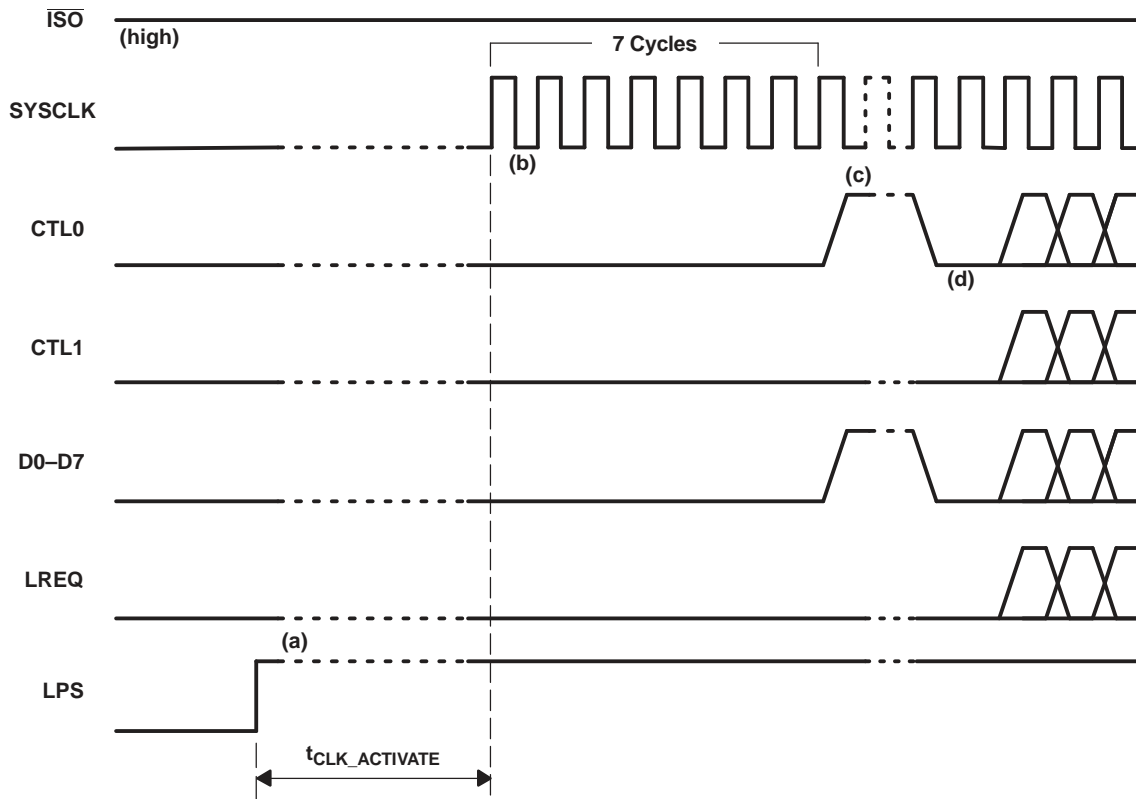 ISO
(high)
7 Cycles
SYSCLK
(b)
(c)
CTL0
(d)
CTL1
D0–D7
LREQ
(a)
LPS
tCLK_ACTIVATE